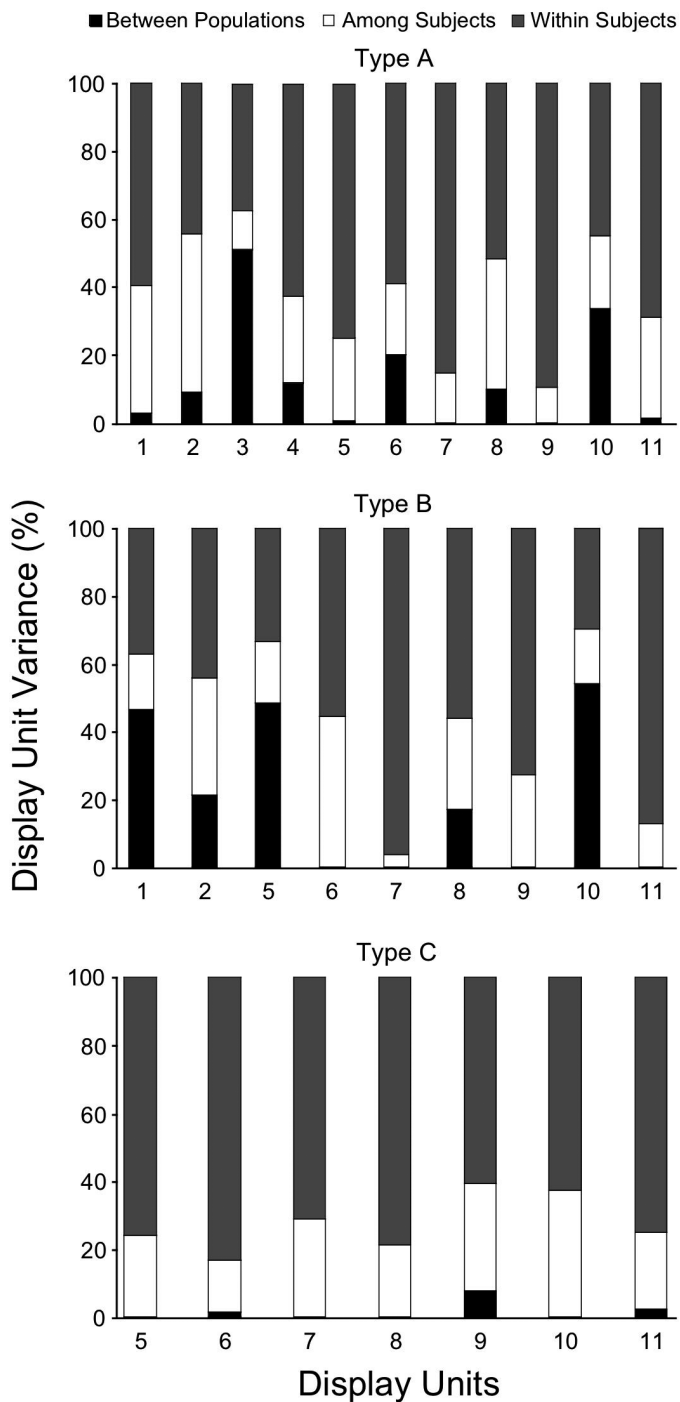 Between Populations Among Subjects Within Subjects
Type A
100
80
60
40
20
0
1 2 3 4 5 6 7 8 9 10 11
Display Unit Variance (%)
Type B
100
80
60
40
20
0
1 2 5 6 7 8 9 10 11
Type C
100
80
60
40
20
0
5 6 7 8 9 10 11
Display Units